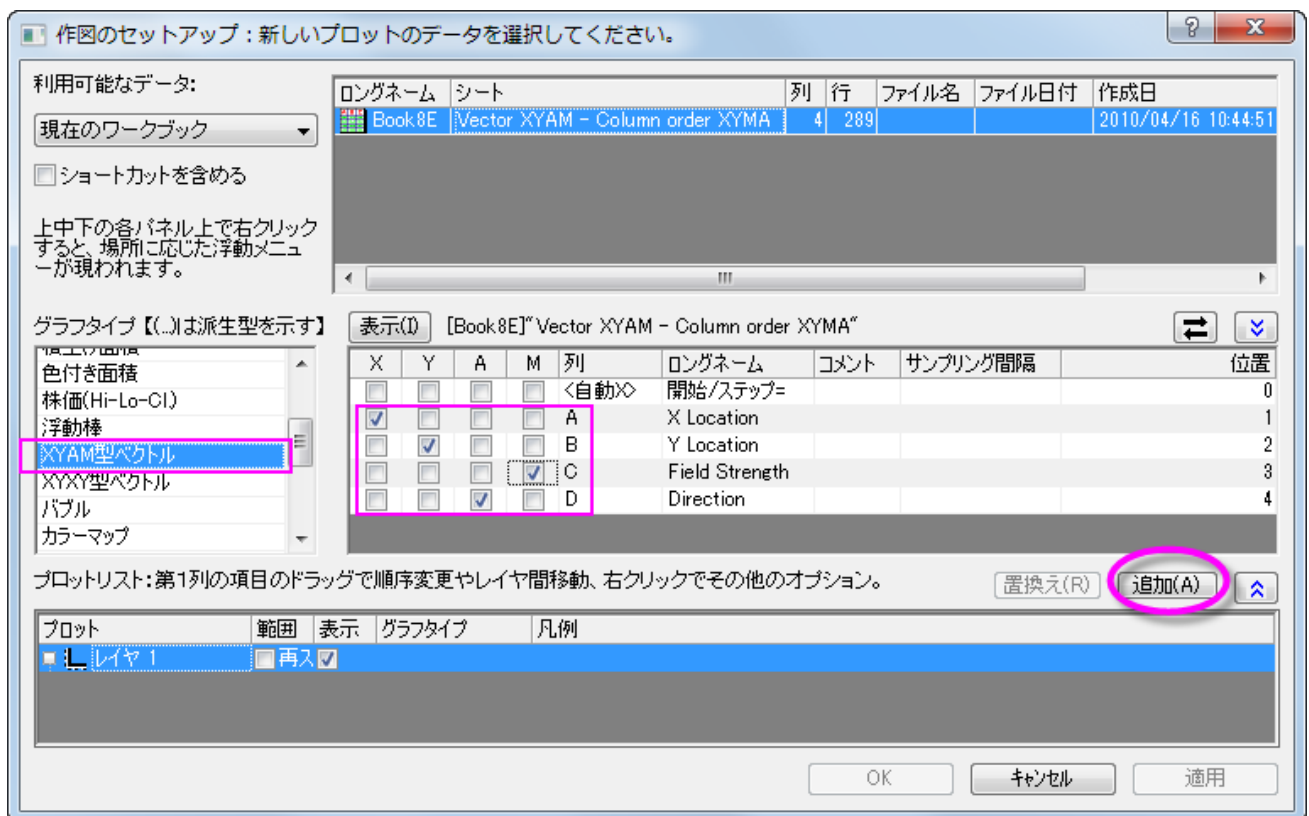 作図のセットアップ：新しいプロットのデータを選択してください。
利用可能なデータ:
現在のワークブック
ショートカットを含める
上中下の各パネル上で右クリック
すると、場所に応じた浮動メニュ
ーが現われます。
ロングネーム シート 列 行 ファイル名 ファイル日付 作成日
Book8E Vector XYAM - Column order XYMA 4 289 2010/04/16 10:44:51
グラフタイプ【(...)は派生型を示す】
積上げ面積
色付き面積
株価(Hi-Lo-Cl.)
浮動棒
XYAM型ベクトル
XYXY型ベクトル
バブル
カラーマップ
表示(I) [Book8E]"Vector XYAM - Column order XYMA"
X Y A M 列 ロングネーム コメント サンプリング間隔 位置
<自動X> 開始/ステップ= 0
A X Location 1
B Y Location 2
C Field Strength 3
D Direction 4
プロットリスト:第1列の項目のドラッグで順序変更やレイヤ間移動、右クリックでその他のオプション。
置換え(R) 追加(A)
プロット 範囲 表示 グラフタイプ 凡例
レイヤ 1 再ス
OK キャンセル 適用